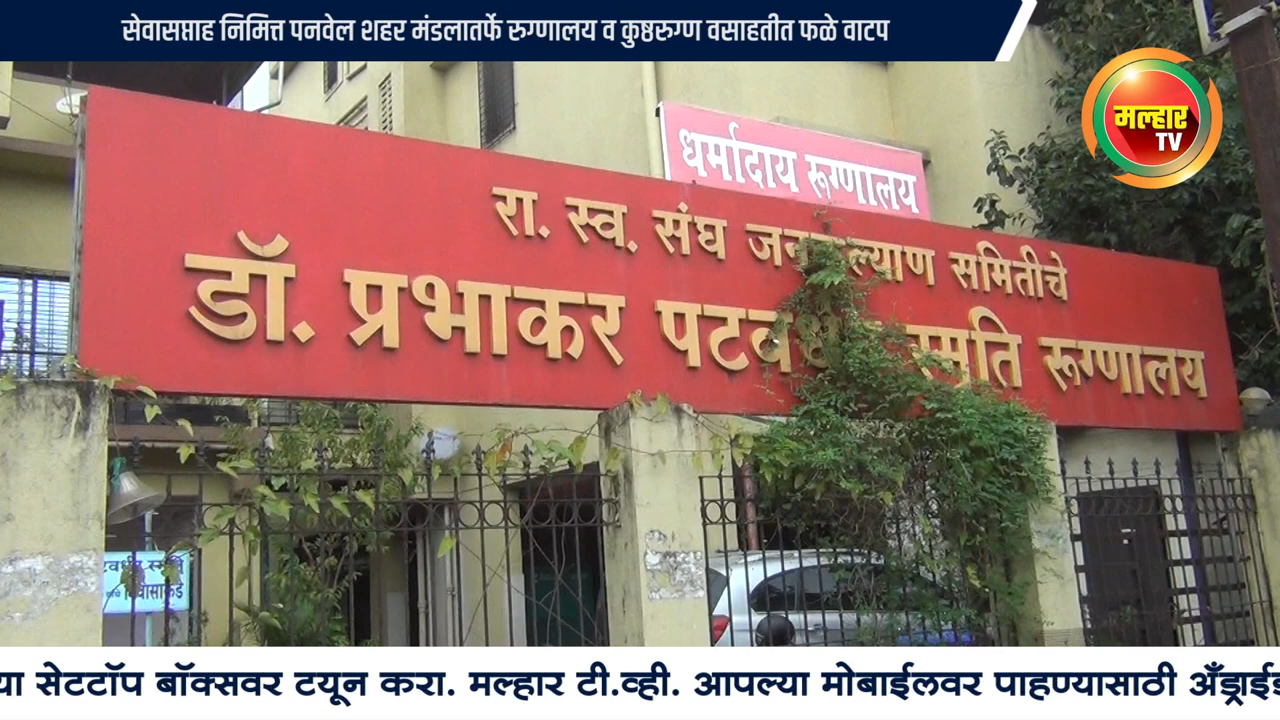 सेवासप्ताह निमित्त पनवेल शहर मंडलातर्फे रुग्णालय व कुष्ठरुग्ण वसाहतीत फळे वाटप
मल्हार
TV
धर्मादाय रूग्णालय
रा. स्व. संघ समितीचे
डॉ. प्रभाकर स्मृति रूग्णालय
या सेटटॉप बॉक्सवर टयून करा. मल्हार टी.व्ही. आपल्या मोबाईलवर पाहण्यासाठी